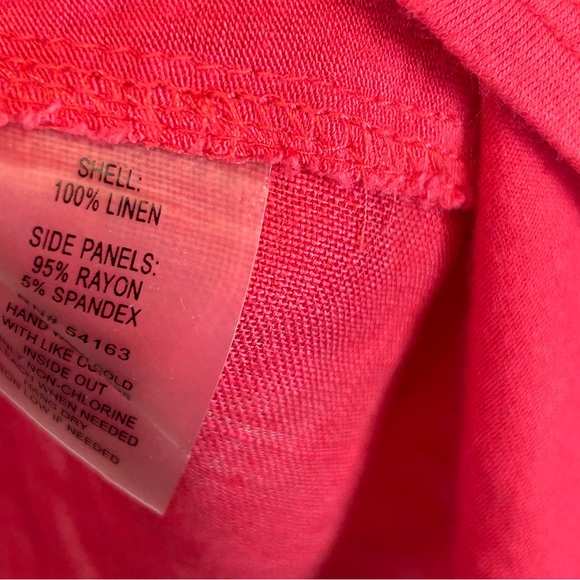 SHELL:
100% LINEN
SIDE PANELS:
95% RAYON
5% SPANDEX
54163
HAND
WITH LIKE
INSIDE OUT
NON-CHLORINE
WHEN NEEDED
DRY
LOW IF NEEDED